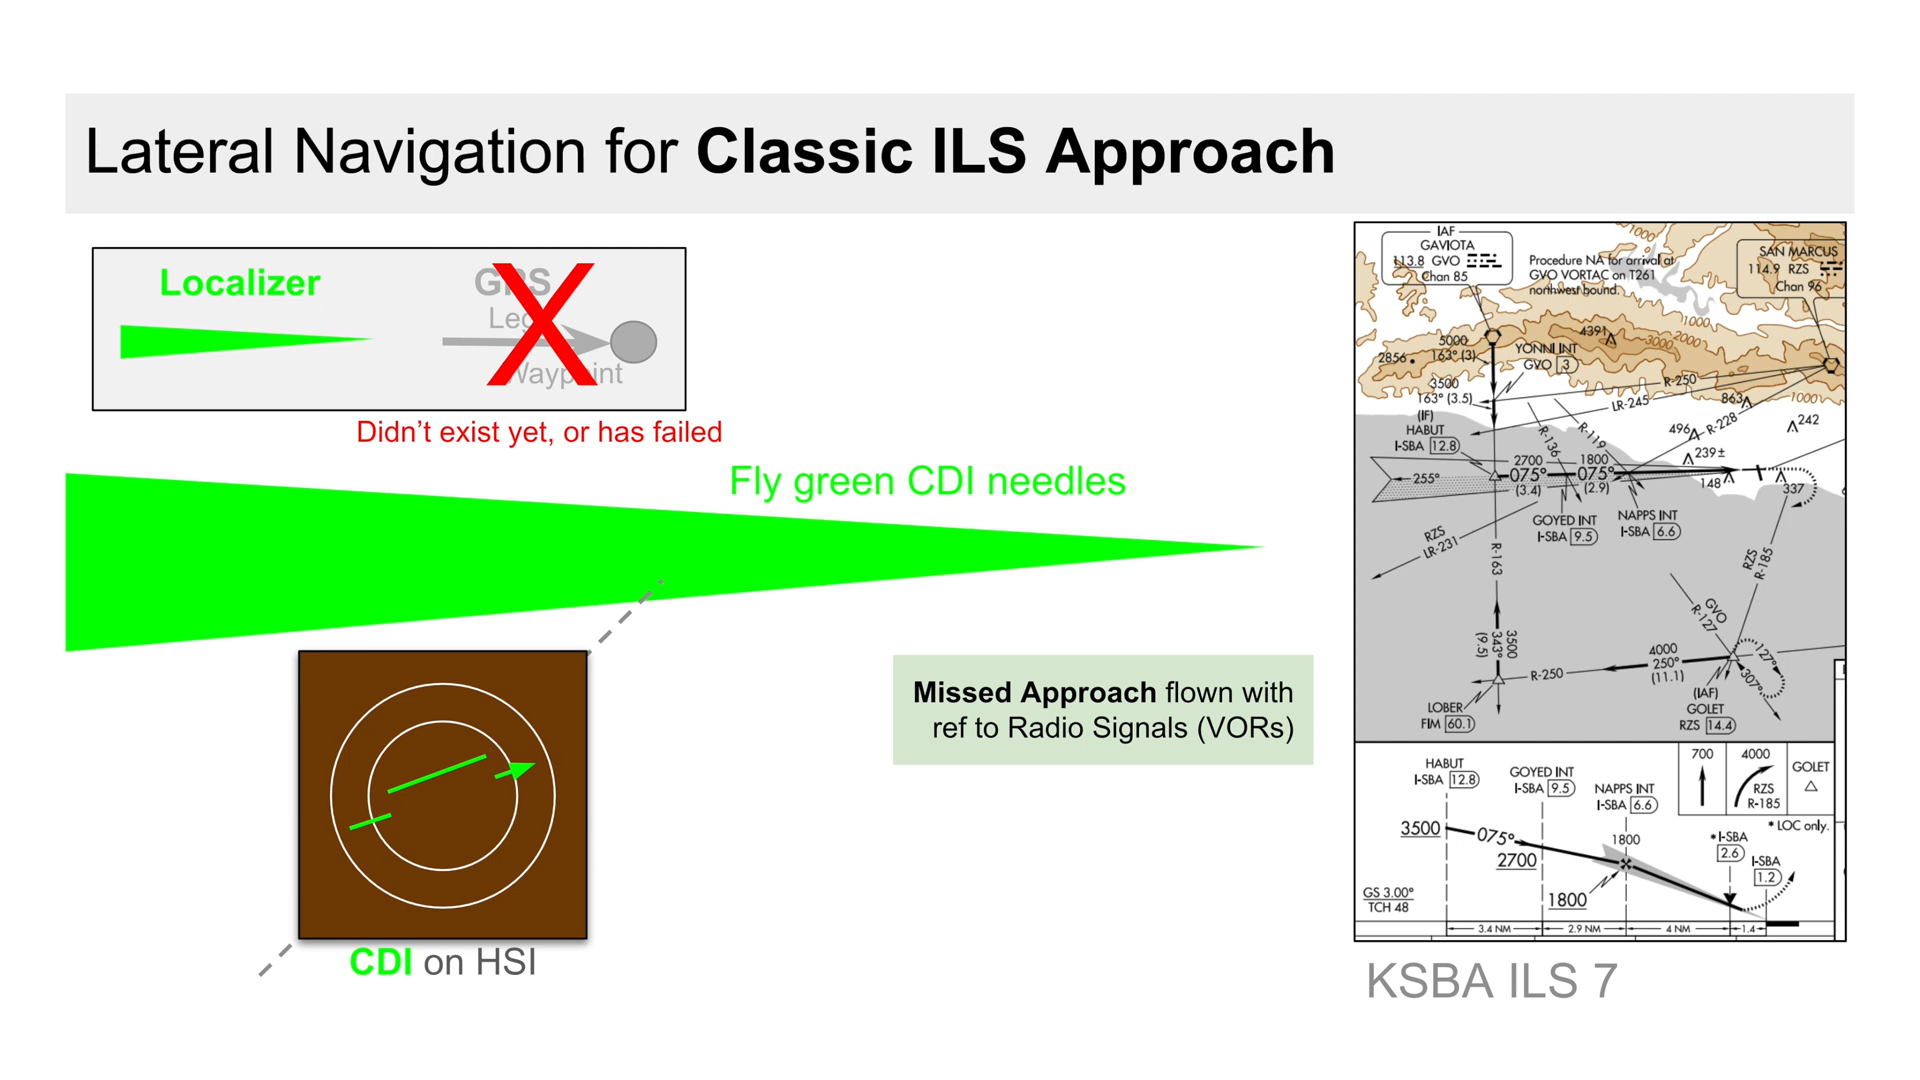 Lateral Navigation for Classic ILS Approach
Localizer
GPS
Leg
Waypoint
Didn't exist yet, or has failed
Fly green CDI needles
Missed Approach flown with
ref to Radio Signals (VORs)
CDI on HSI
IAF
GAVIOTA
113.8 GVO
Chan 85
Procedure NA for arrival at
GVO VORTAC on T261
northwest bound.
1000
SAN MARCUS
114.9 RZS
Chan 96
5000
163° (3)
2856
4391
3000
2000
1000
YONNI INT
GVO 3
3500
163° (3.5)
R-250
LR-245
863
1000
(IF)
HABUT
I-SBA 12.8
R-136
R-119
496
R-228
242
239±
255°
2700
075°
(3.4)
1800
075°
(2.9)
148
337
GOYED INT
I-SBA 9.5
NAPPS INT
I-SBA 6.6
RZS
LR-231
R-163
RZS
R-185
GVO
R-127
3500
343°
(9.5)
4000
250°
(11.1)
R-250
127°
307°
LOBER
FIM 60.1
(IAF)
GOLET
RZS 14.4
HABUT
I-SBA 12.8
GOYED INT
I-SBA 9.5
NAPPS INT
I-SBA 6.6
700
4000
RZS
R-185
GOLET
* LOC only.
3500
075°
2700
1800
1800
* I-SBA
2.6
I-SBA
1.2
GS 3.00°
TCH 48
3.4 NM
2.9 NM
4 NM
1.4
KSBA ILS 7